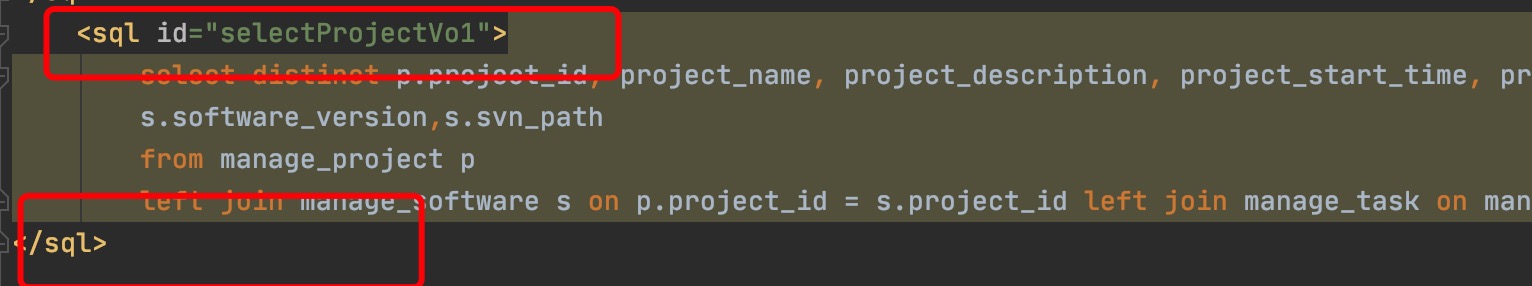 <sql id="selectProjectVo1">
select distinct p.project_id, project_name, project_description, project_start_time, pr
s.software_version,s.svn_path
from manage_project p
left join manage_software s on p.project_id = s.project_id left join manage_task on man
</sql>